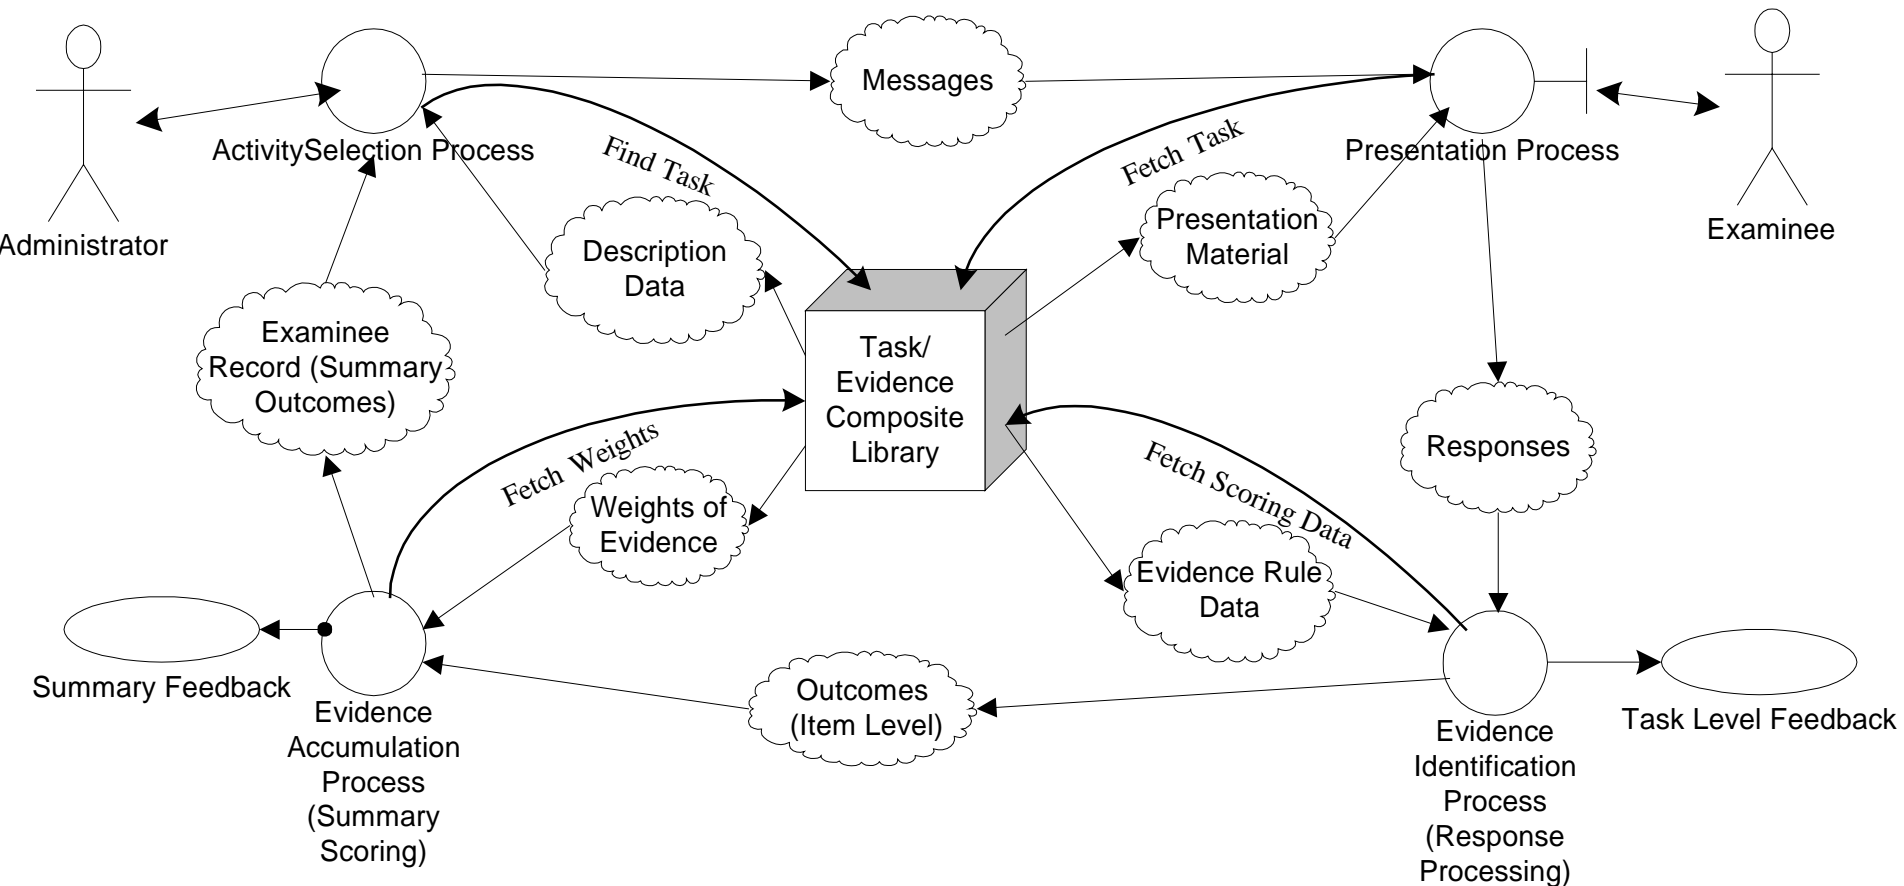 Messages
ActivitySelection Process
Presentation Process
Find Task
Fetch Task
Administrator
Examinee
Description
Data
Presentation
Material
Examinee
Record (Summary
Outcomes)
Task/
Evidence
Composite
Library
Responses
Fetch Weights
Fetch Scoring Data
Weights of
Evidence
Evidence Rule
Data
Summary Feedback
Outcomes
(Item Level)
Task Level Feedback
Evidence
Accumulation
Process
(Summary
Scoring)
Evidence
Identification
Process
(Response
Processing)